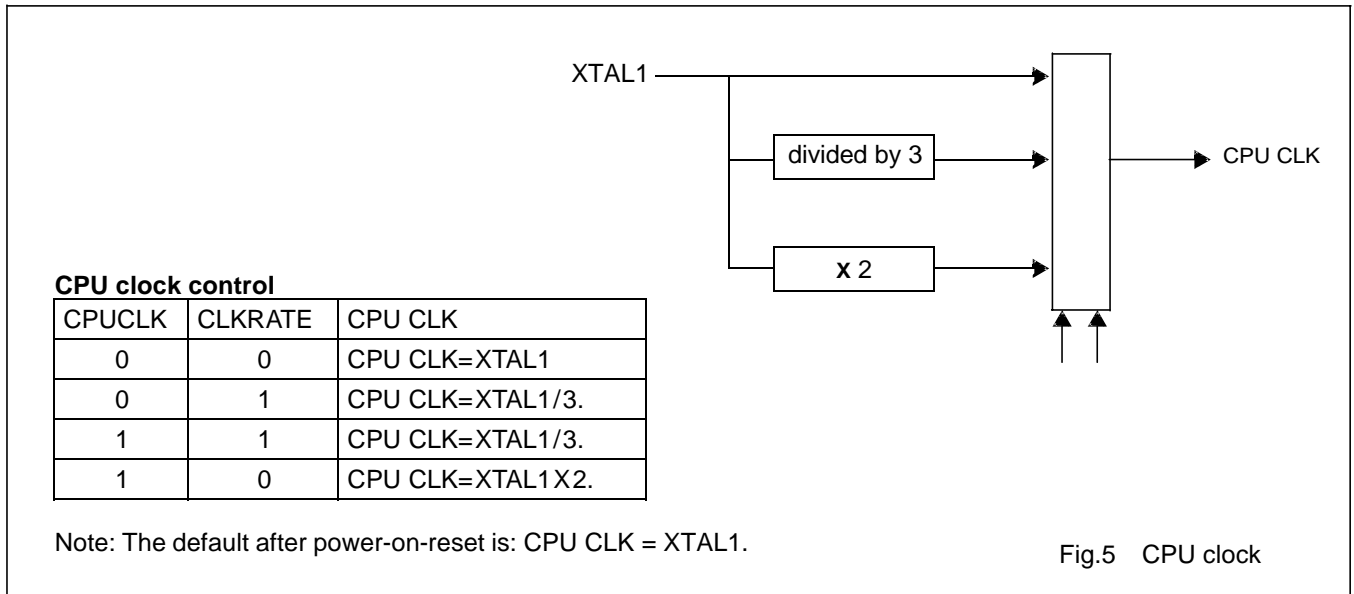 XTAL1
divided by 3
CPU CLK
x 2
CPU clock control
CPUCLK CLKRATE CPU CLK
0 0 CPU CLK=XTAL1
0 1 CPU CLK=XTAL1/3.
1 1 CPU CLK=XTAL1/3.
1 0 CPU CLK=XTAL1X2.
Note: The default after power-on-reset is: CPU CLK = XTAL1.
Fig.5 CPU clock